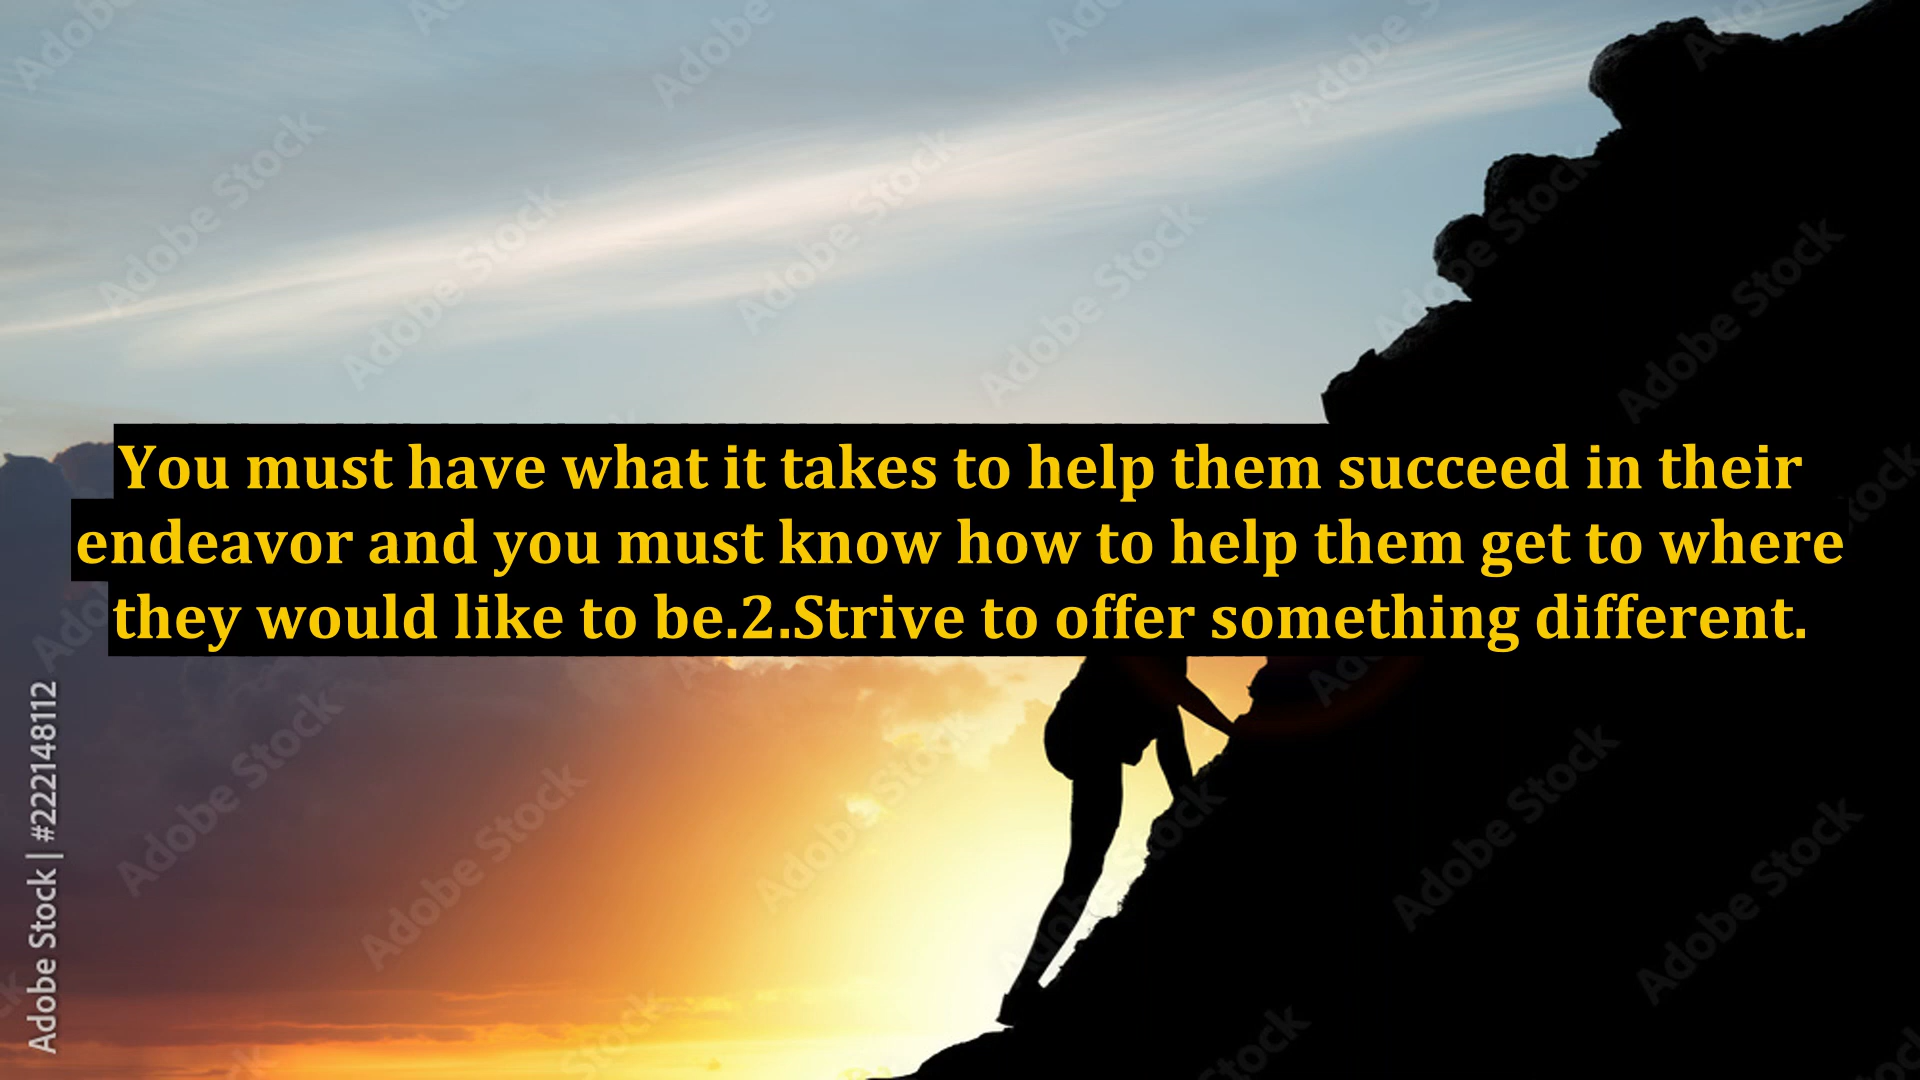 You must have what it takes to help them succeed in their
endeavor and you must know how to help them get to where
they would like to be.2.Strive to offer something different.
Adobe Stock | #222148112
Adobe Stock